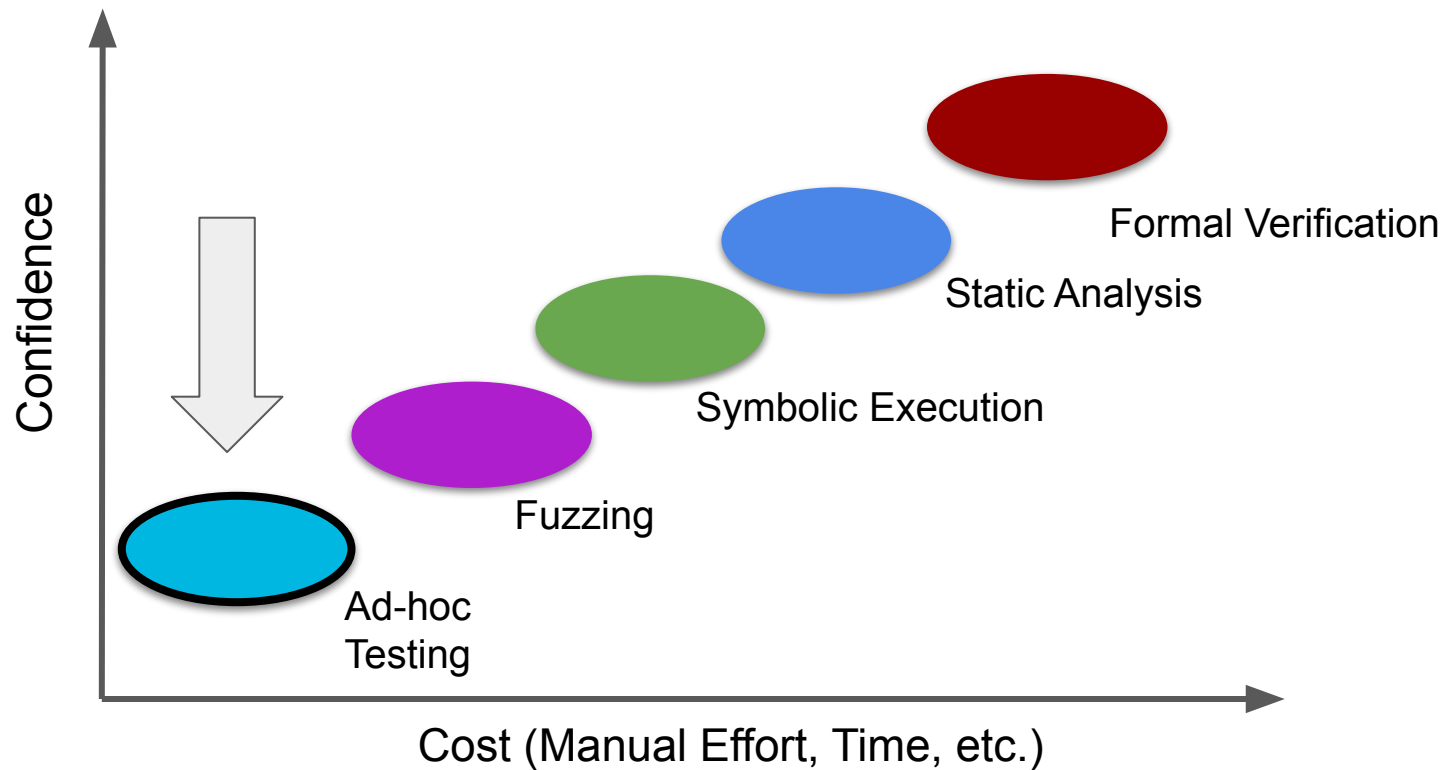 Confidence
Formal Verification
Static Analysis
Symbolic Execution
Fuzzing
Ad-hoc
Testing
Cost (Manual Effort, Time, etc.)